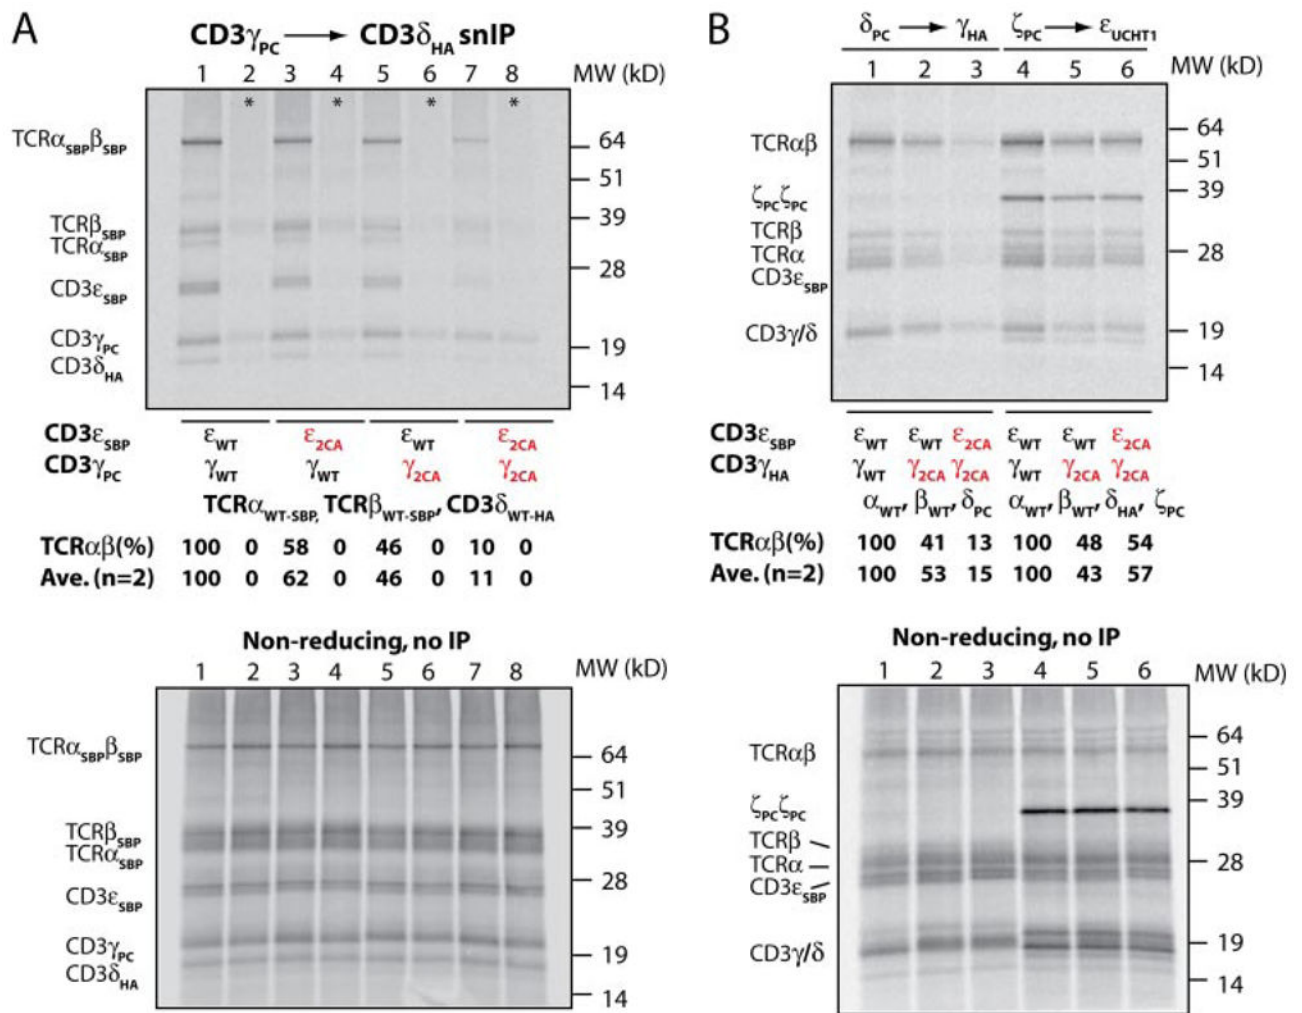 A
CD3γPC → CD3δHA snIP
1 2 3 4 5 6 7 8 MW (kD)
* * * *
TCRαSBPβSBP
TCRβSBP
TCRαSBP
CD3εSBP
CD3γPC
CD3δHA
64
51
39
28
19
14
CD3εSBP εWT ε2CA εWT ε2CA
CD3γPC γWT γWT γ2CA γ2CA
TCRαWT-SBP, TCRβWT-SBP, CD3δWT-HA
TCRαβ(%) 100 0 58 0 46 0 10 0
Ave. (n=2) 100 0 62 0 46 0 11 0
Non-reducing, no IP
1 2 3 4 5 6 7 8 MW (kD)
TCRαSBPβSBP
TCRβSBP
TCRαSBP
CD3εSBP
CD3γPC
CD3δHA
64
51
39
28
19
14
B
δPC → γHA ζPC → εUCHT1
1 2 3 4 5 6 MW (kD)
TCRαβ
ζPCζPC
TCRβ
TCRα
CD3εSBP
CD3γ/δ
64
51
39
28
19
14
CD3εSBP εWT εWT ε2CA εWT εWT ε2CA
CD3γHA γWT γ2CA γ2CA γWT γ2CA γ2CA
αWT, βWT, δPC αWT, βWT, δHA, ζPC
TCRαβ(%) 100 41 13 100 48 54
Ave. (n=2) 100 53 15 100 43 57
Non-reducing, no IP
1 2 3 4 5 6 MW (kD)
TCRαβ
ζPCζPC
TCRβ
TCRα
CD3εSBP
CD3γ/δ
64
51
39
28
19
14